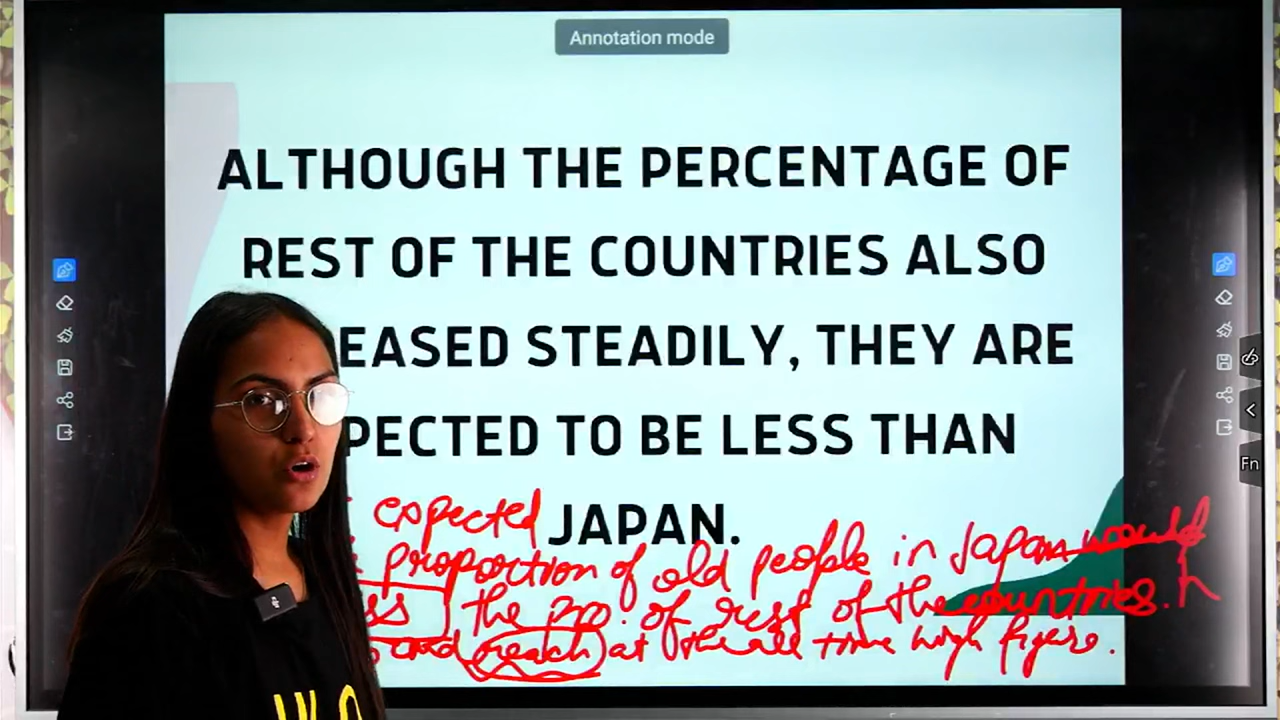 Annotation mode
ALTHOUGH THE PERCENTAGE OF
REST OF THE COUNTRIES ALSO
EASED STEADILY, THEY ARE
PECTED TO BE LESS THAN
JAPAN.
expected
proportion of old people in Japan would
ss the pro. of rest of the countries.
and reach at the all time high figure.
Fn